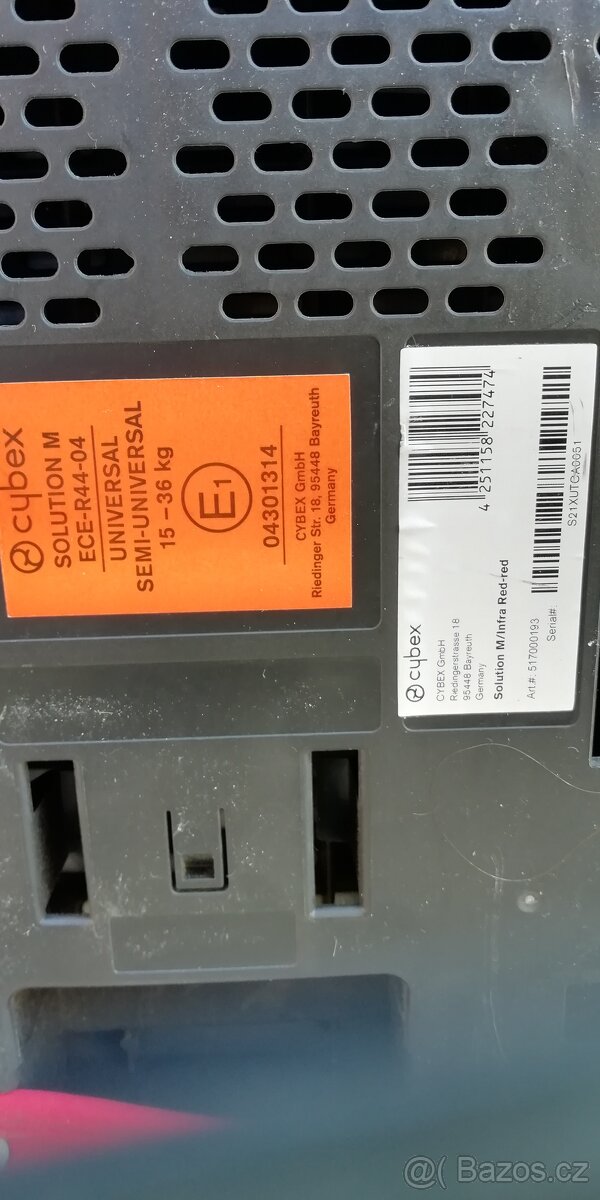 cybex
SOLUTION M
ECE-R44-04
UNIVERSAL
SEMI-UNIVERSAL
15 – 36 kg
E1
04301314
CYBEX GmbH
Riedinger Str. 18, 95448 Bayreuth
Germany
cybex
CYBEX GmbH
Riedingerstrasse 18
95448 Bayreuth
Germany
Solution M/Infra Red-red
Art.#: 517000193
Serial#:
4 251158 227474
S21XUTGA0051
@( Bazos.cz